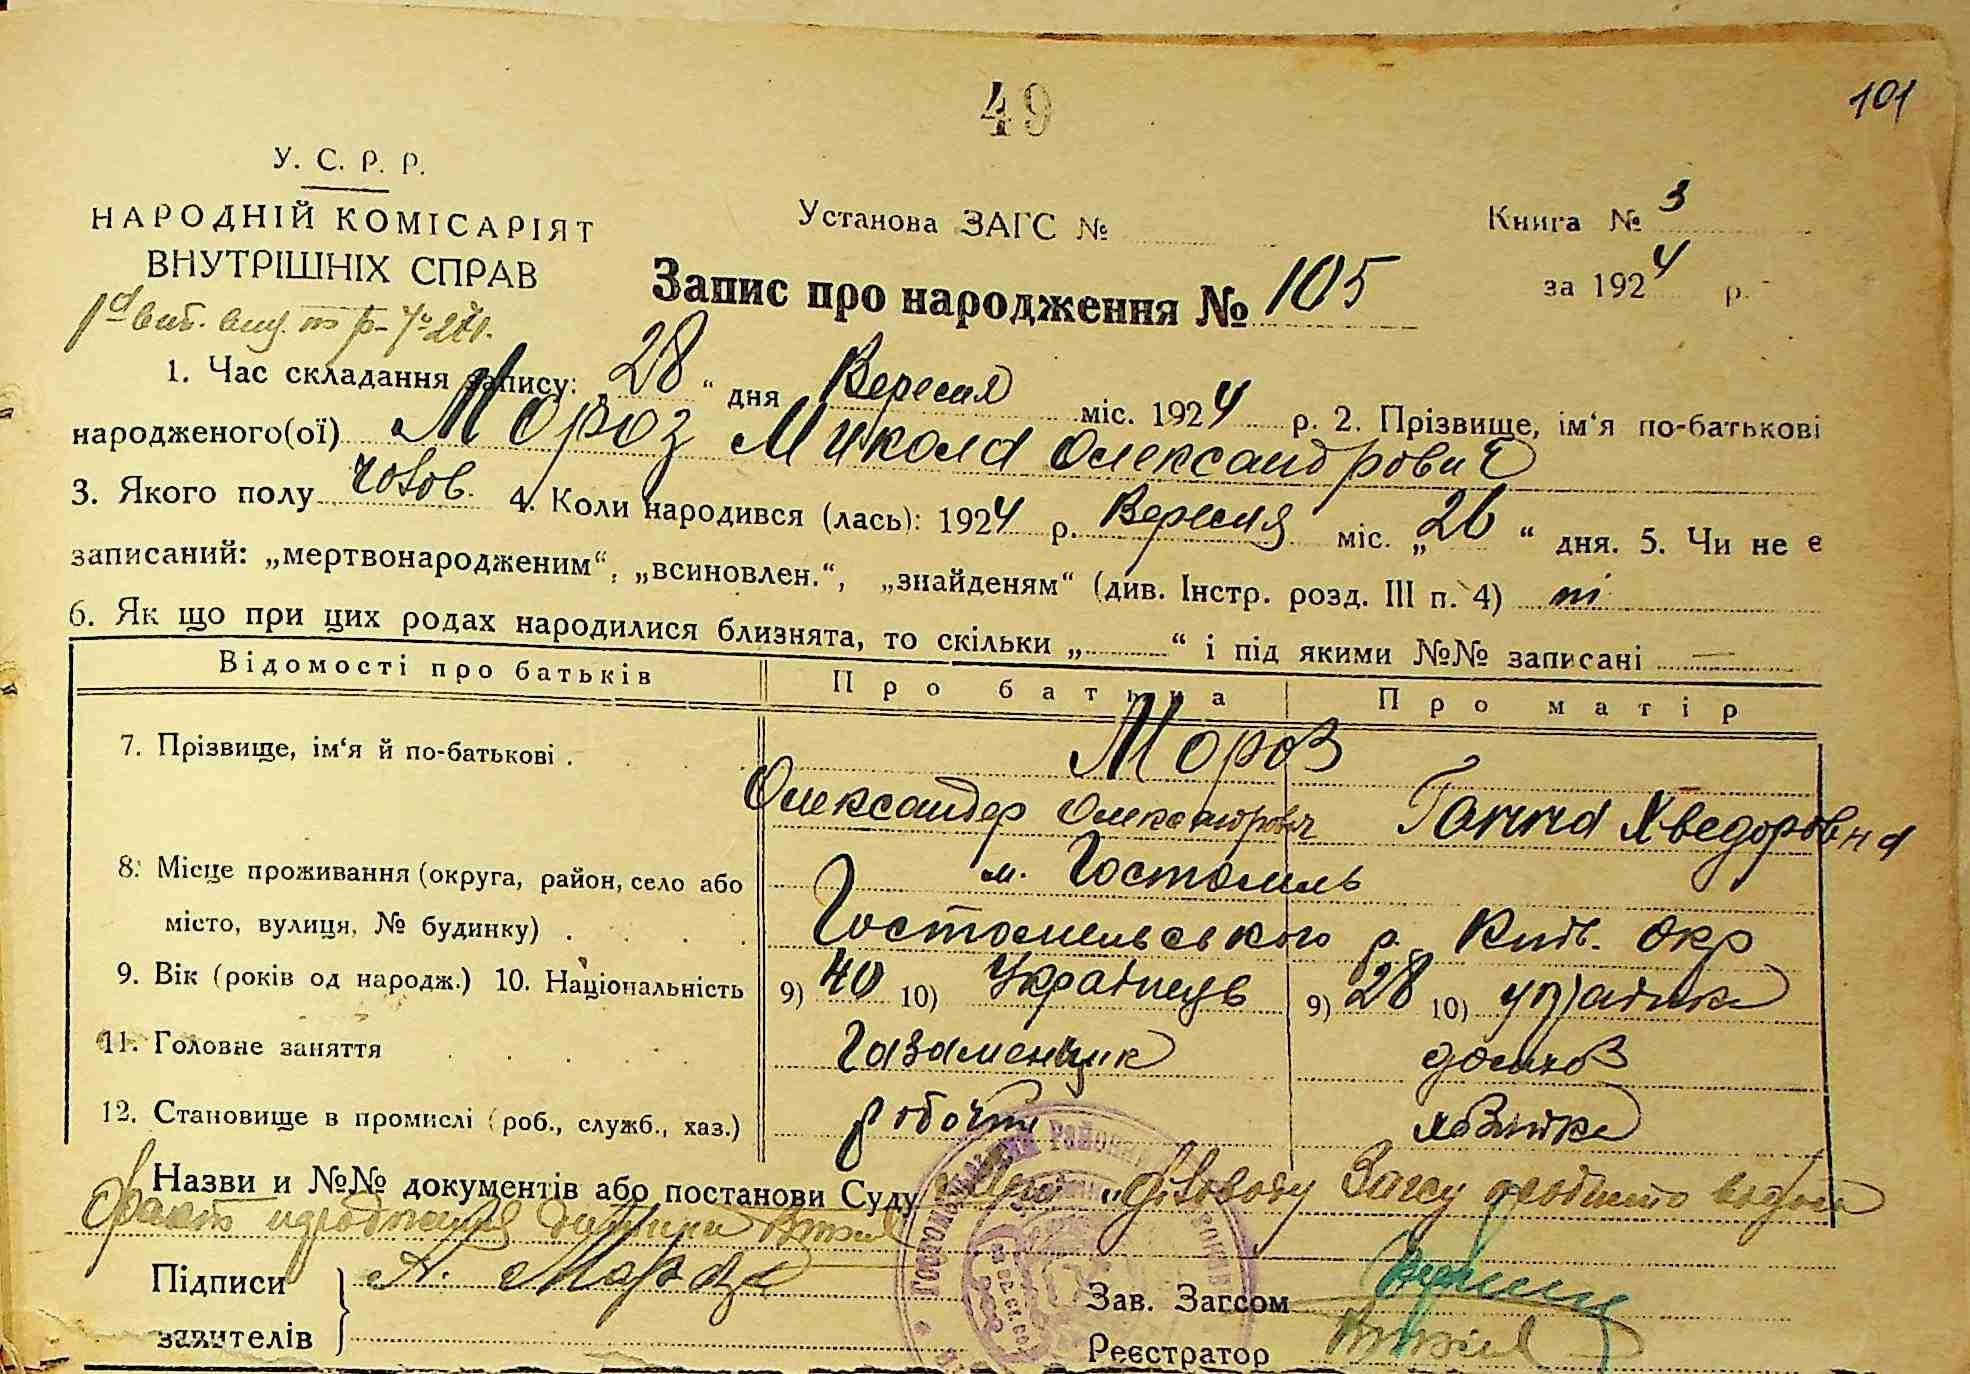 49
101
У. С. Р. Р.
НАРОДНІЙ КОМІСАРІЯТ
ВНУТРІШНІХ СПРАВ
Установа ЗАГС №
Книга № 3
за 1924 р.
Запис про народження № 105
1. Час складання запису: „28“ дня Вересня міс. 1924 р. 2. Прізвище, ім'я по-батькові
народженого(ої) Мороз Микола Олександрович
3. Якого полу чолов. 4. Коли народився (лась): 1924 р. Вересня міс. „26“ дня. 5. Чи не є
записаний: „мертвонародженим“, „всиновлен.“, „знайденям“ (див. Інстр. розд. III п. 4) ні
6. Як що при цих родах народилися близнята, то скільки „ “ і під якими №№ записані —
Відомості про батьків Про батька Про матір
7. Прізвище, ім'я й по-батькові . Мороз
Олександер Олександрович Ганна Хведоровна
8. Місце проживання (округа, район, село або м. Гостомель
місто, вулиця, № будинку) . Гостомельського р. Київ. окр
9. Вік (років од народж.) 10. Національність 9) 40 10) Українець 9) 28 10) українка
11. Головне заняття домов
12. Становище в промислі (роб., служб., хаз.) робочий хазяйка
Назви и №№ документів або постанови Суду
Підписи
заявителів
А. Мороз
Зав. Загсом
Реєстратор